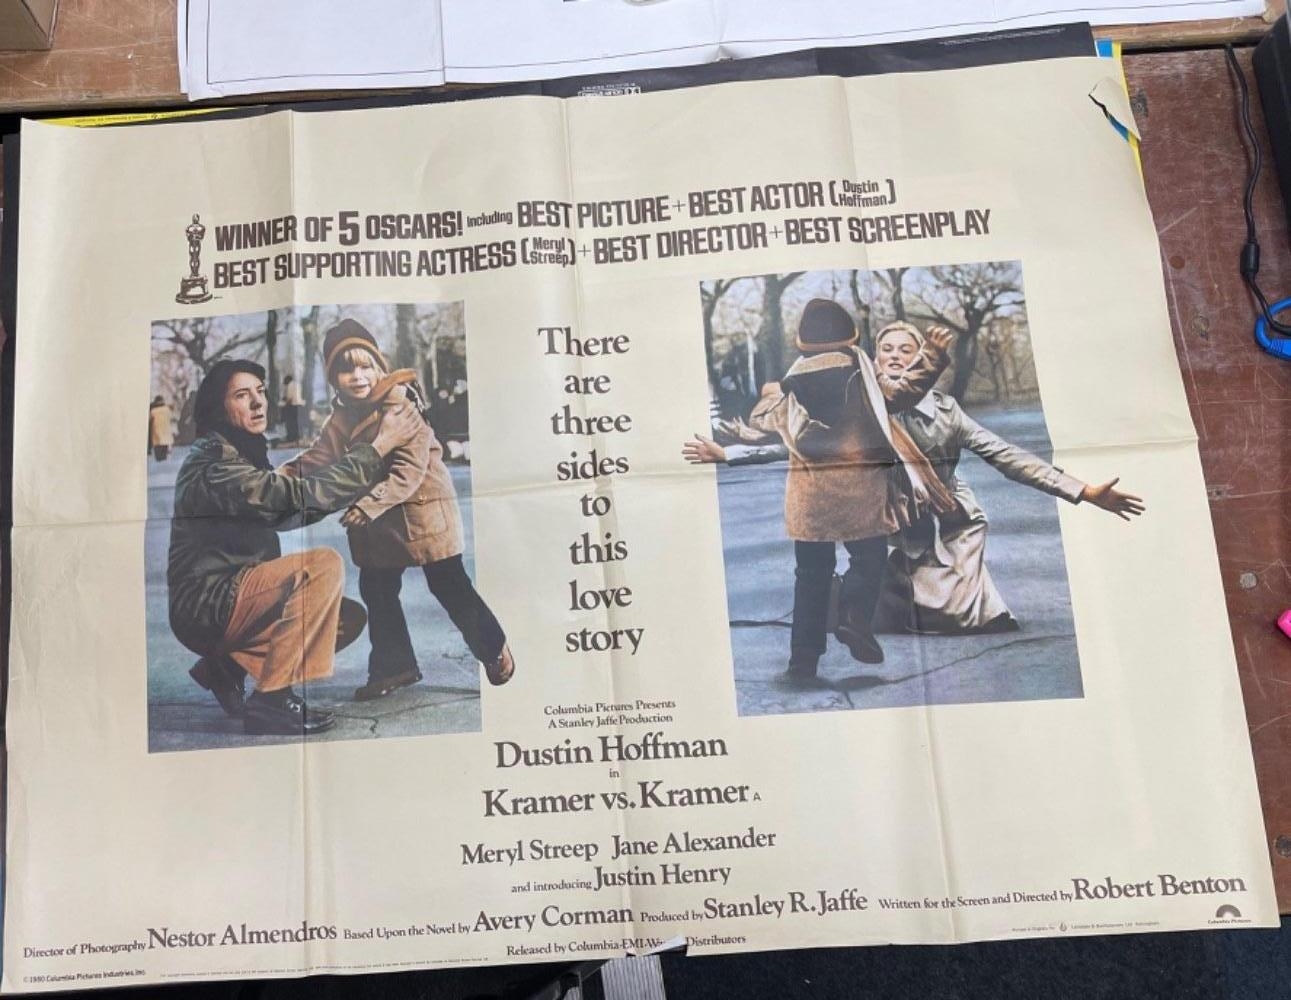 WINNER OF 5 OSCARS! including BEST PICTURE + BEST ACTOR (Dustin Hoffman)
BEST SUPPORTING ACTRESS (Meryl Streep) + BEST DIRECTOR + BEST SCREENPLAY
There
are
three
sides
to
this
love
story
Columbia Pictures Presents
A Stanley Jaffe Production
Dustin Hoffman
in
Kramer vs. Kramer A
Meryl Streep Jane Alexander
and introducing Justin Henry
Director of Photography Nestor Almendros Based Upon the Novel by Avery Corman Produced by Stanley R. Jaffe Written for the Screen and Directed by Robert Benton
Released by Columbia-EMI-W Distributors
© 1980 Columbia Pictures Industries, Inc.
Columbia Pictures